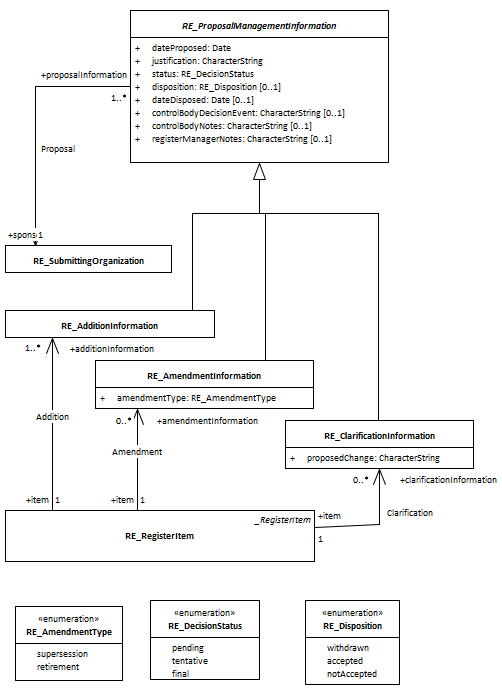 RE_ProposalManagementInformation
+ dateProposed: Date
+ justification: CharacterString
+ status: RE_DecisionStatus
+ disposition: RE_Disposition [0..1]
+ dateDisposed: Date [0..1]
+ controlBodyDecisionEvent: CharacterString [0..1]
+ controlBodyNotes: CharacterString [0..1]
+ registerManagerNotes: CharacterString [0..1]
+proposalInformation
1..*
Proposal
+spons 1
RE_SubmittingOrganization
RE_AdditionInformation
1..* +additionInformation
RE_AmendmentInformation
+ amendmentType: RE_AmendmentType
0..* +amendmentInformation
RE_ClarificationInformation
+ proposedChange: CharacterString
0..* +clarificationInformation
Addition
Amendment
Clarification
+item 1
+item 1
+item
1
_RegisterItem
RE_RegisterItem
«enumeration»
RE_AmendmentType
supersession
retirement
«enumeration»
RE_DecisionStatus
pending
tentative
final
«enumeration»
RE_Disposition
withdrawn
accepted
notAccepted